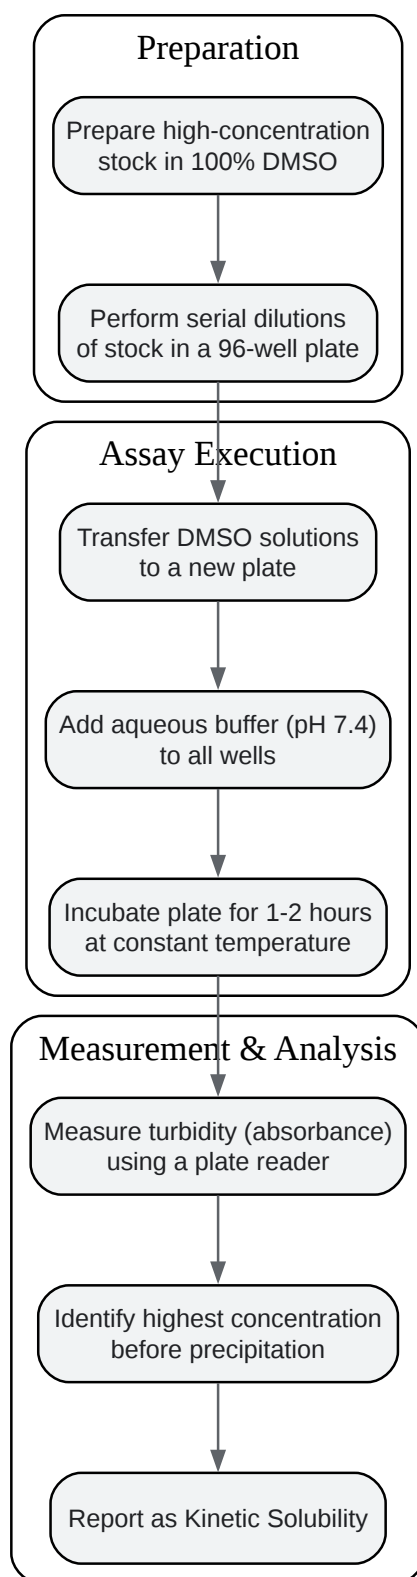 Preparation
Prepare high-concentration
stock in 100% DMSO
Perform serial dilutions
of stock in a 96-well plate
Assay Execution
Transfer DMSO solutions
to a new plate
Add aqueous buffer (pH 7.4)
to all wells
Incubate plate for 1-2 hours
at constant temperature
Measurement & Analysis
Measure turbidity (absorbance)
using a plate reader
Identify highest concentration
before precipitation
Report as Kinetic Solubility